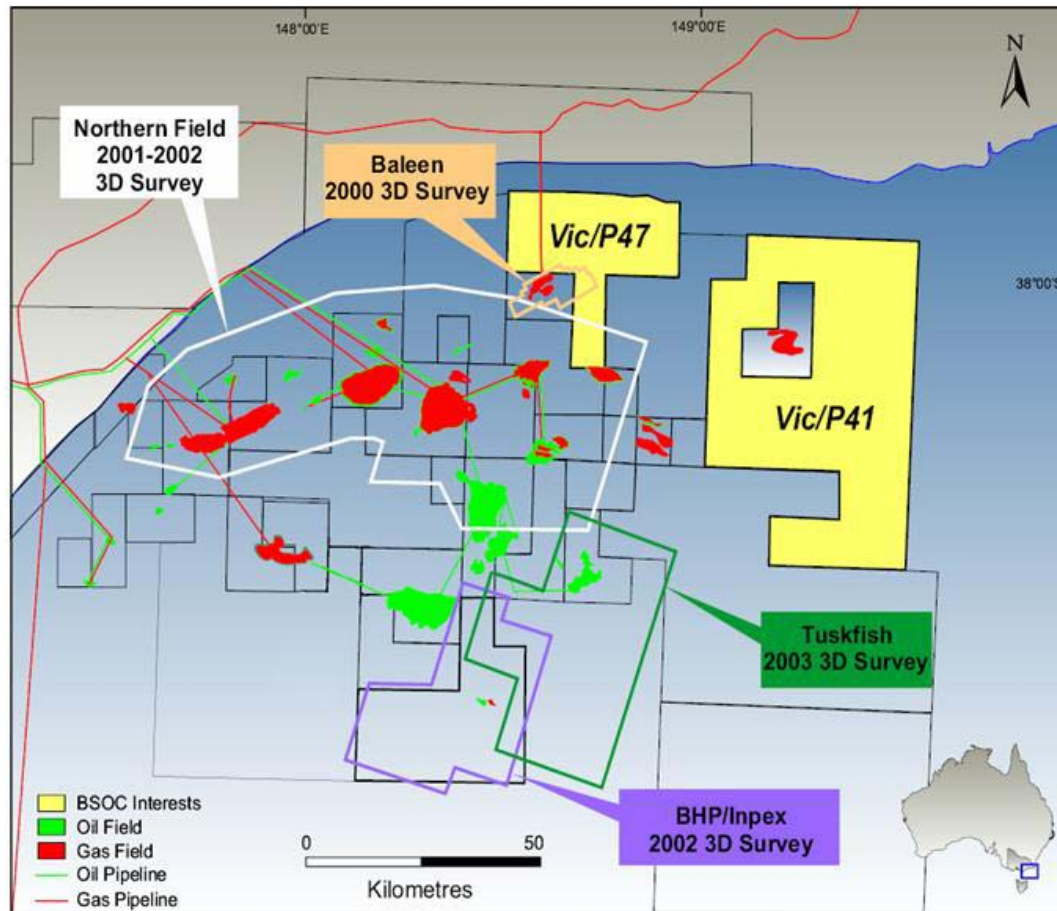 148°00'E
149°00'E
N
Northern Field
2001-2002
3D Survey
Baleen
2000 3D Survey
Vic/P47
38°00'S
Vic/P41
Tuskfish
2003 3D Survey
BHP/Inpex
2002 3D Survey
BSOC Interests
Oil Field
Gas Field
Oil Pipeline
Gas Pipeline
0
50
Kilometres